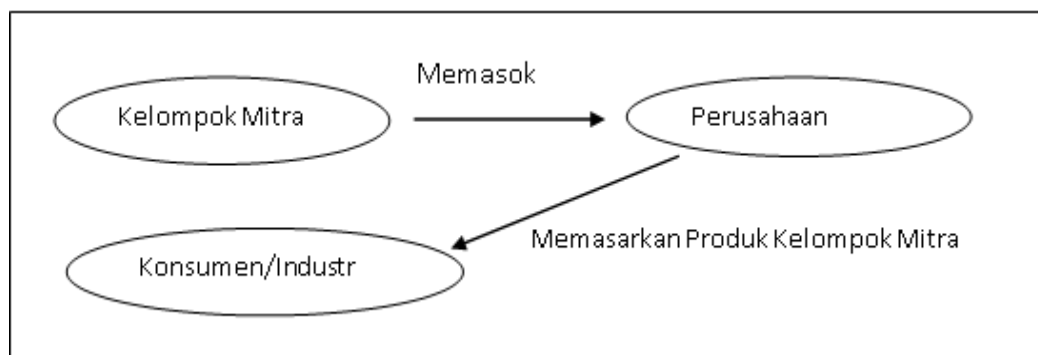 Memasok
Kelompok Mitra
Perusahaan
Memasarkan Produk Kelompok Mitra
Konsumen/Industr